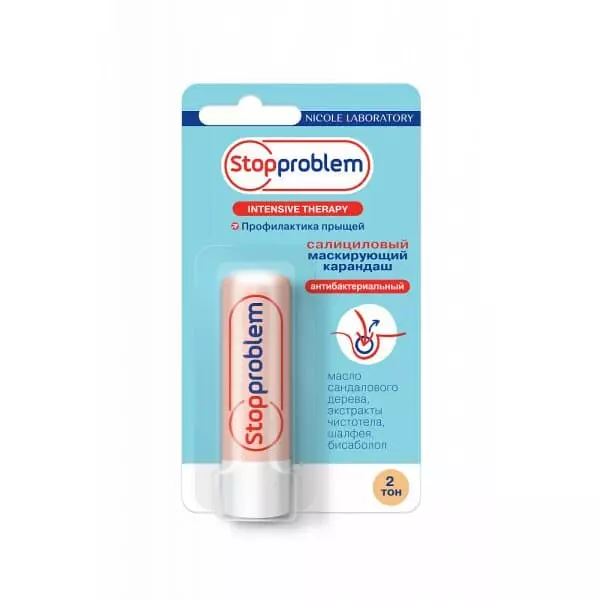 NICOLE LABORATORY
Stopproblem
INTENSIVE THERAPY
Профилактика прыщей
салициловый
маскирующий
карандаш
антибактериальный
масло
сандалового
дерева,
экстракты
чистотела,
шалфея,
бисаболол
2
тон
Stopproblem